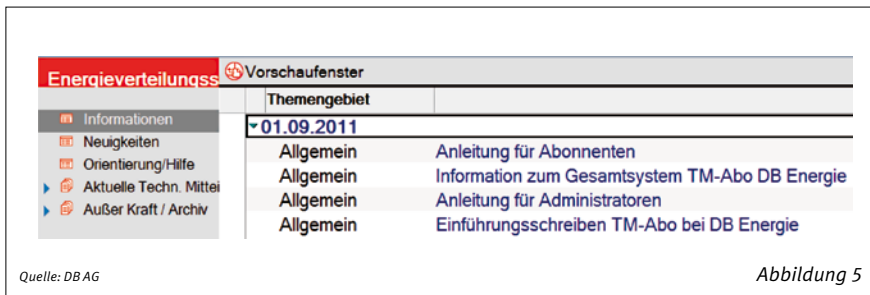 Energieverteilungss
Vorschaufenster
Themengebiet
Informationen
Neuigkeiten
Orientierung/Hilfe
Aktuelle Techn. Mittei
Außer Kraft / Archiv
01.09.2011
Allgemein Anleitung für Abonnenten
Allgemein Information zum Gesamtsystem TM-Abo DB Energie
Allgemein Anleitung für Administratoren
Allgemein Einführungsschreiben TM-Abo bei DB Energie
Quelle: DB AG
Abbildung 5